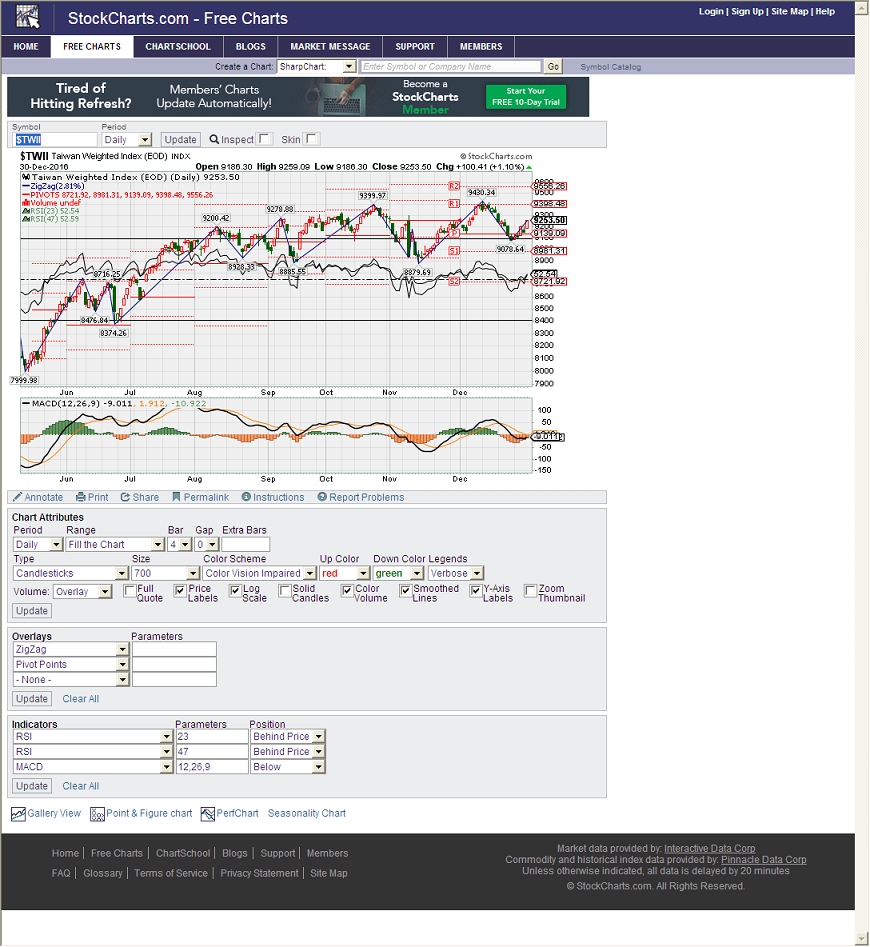 StockCharts.com - Free Charts
Login | Sign Up | Site Map | Help
HOME FREE CHARTS CHARTSCHOOL BLOGS MARKET MESSAGE SUPPORT MEMBERS
Create a Chart: SharpChart: Enter Symbol or Company Name Go Symbol Catalog
Tired of
Hitting Refresh?
Members' Charts
Update Automatically!
Become a
StockCharts
Member
Start Your
FREE 10-Day Trial
Symbol Period
$TWII Daily Update Inspect Skin
$TWII Taiwan Weighted Index (EOD) INDX © StockCharts.com
30-Dec-2016 Open 9186.30 High 9259.09 Low 9186.30 Close 9253.50 Chg +100.41 (+1.10%)
Taiwan Weighted Index (EOD) (Daily) 9253.50
ZigZag(2.81%)
PIVOTS 8721.92, 8981.31, 9139.09, 9398.48, 9556.26
Volume undef
RSI(23) 52.54
RSI(47) 52.59
R2
R1
P
S1
S2
9430.34
9399.97
9278.88
9200.42
9078.64
8928.33
8885.55
8879.69
8716.25
8476.84
8374.26
7999.98
9556.26
9500
9398.48
9300
9253.50
9139.09
8981.31
8900
52.54
8721.92
8600
8500
8400
8300
8200
8100
8000
7900
Jun Jul Aug Sep Oct Nov Dec
MACD(12,26,9) -9.011, 1.912, -10.922
100
50
-9.011
-50
-100
-150
Jun Jul Aug Sep Oct Nov Dec
Annotate Print Share Permalink Instructions Report Problems
Chart Attributes
Period Range Bar Gap Extra Bars
Daily Fill the Chart 4 0
Type Size Color Scheme Up Color Down Color Legends
Candlesticks 700 Color Vision Impaired red green Verbose
Volume: Overlay
Full
Quote
Price
Labels
Log
Scale
Solid
Candles
Color
Volume
Smoothed
Lines
Y-Axis
Labels
Zoom
Thumbnail
Update
Overlays Parameters
ZigZag
Pivot Points
- None -
Update Clear All
Indicators Parameters Position
RSI 23 Behind Price
RSI 47 Behind Price
MACD 12,26,9 Below
Update Clear All
Gallery View Point & Figure chart PerfChart Seasonality Chart
Home | Free Charts | ChartSchool | Blogs | Support | Members
FAQ | Glossary | Terms of Service | Privacy Statement | Site Map
Market data provided by: Interactive Data Corp
Commodity and historical index data provided by: Pinnacle Data Corp
Unless otherwise indicated, all data is delayed by 20 minutes
© StockCharts.com. All Rights Reserved.